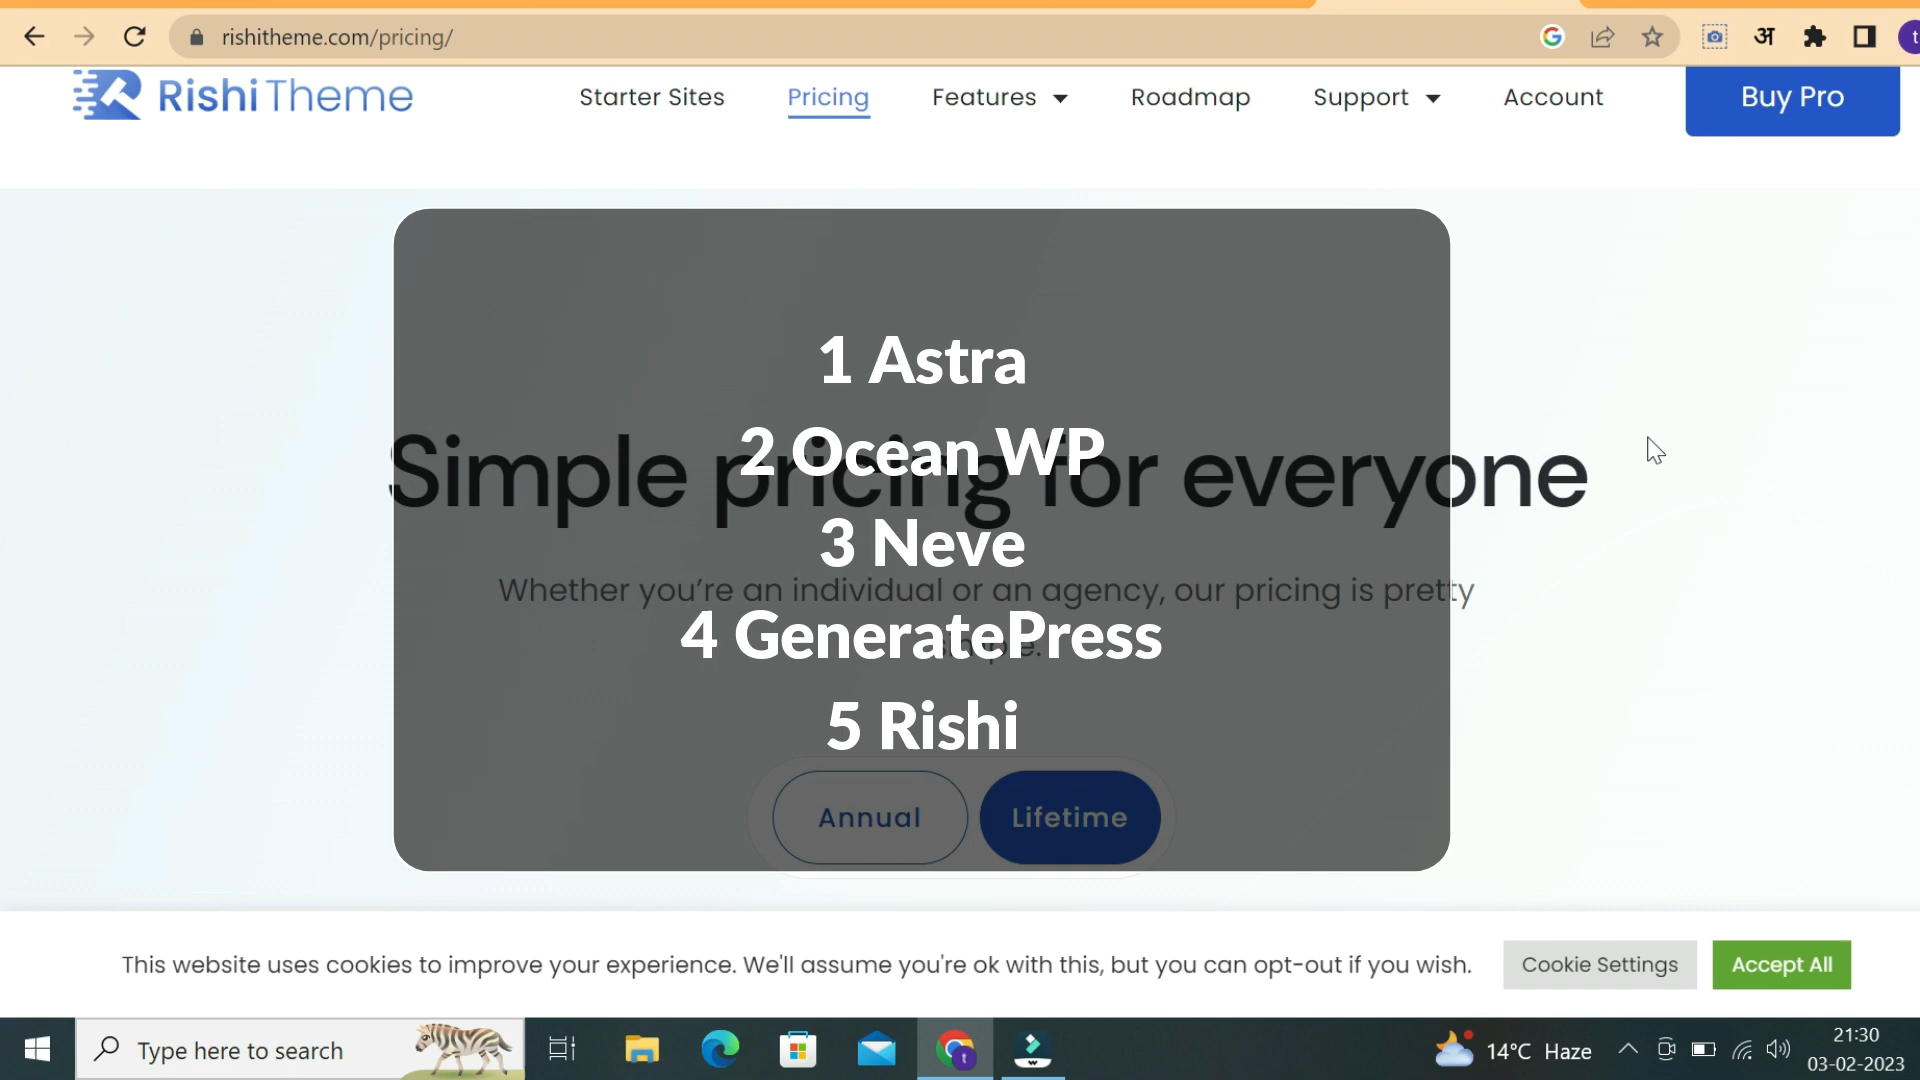 rishitheme.com/pricing/
अ
t
Rishi Theme
Starter Sites
Pricing
Features
Roadmap
Support
Account
Buy Pro
1 Astra
2 Ocean WP
Simple pricing for everyone
3 Neve
Whether you're an individual or an agency, our pricing is pretty
simple.
4 GeneratePress
5 Rishi
Annual
Lifetime
This website uses cookies to improve your experience. We'll assume you're ok with this, but you can opt-out if you wish.
Cookie Settings
Accept All
Type here to search
t
14°C Haze
21:30
03-02-2023